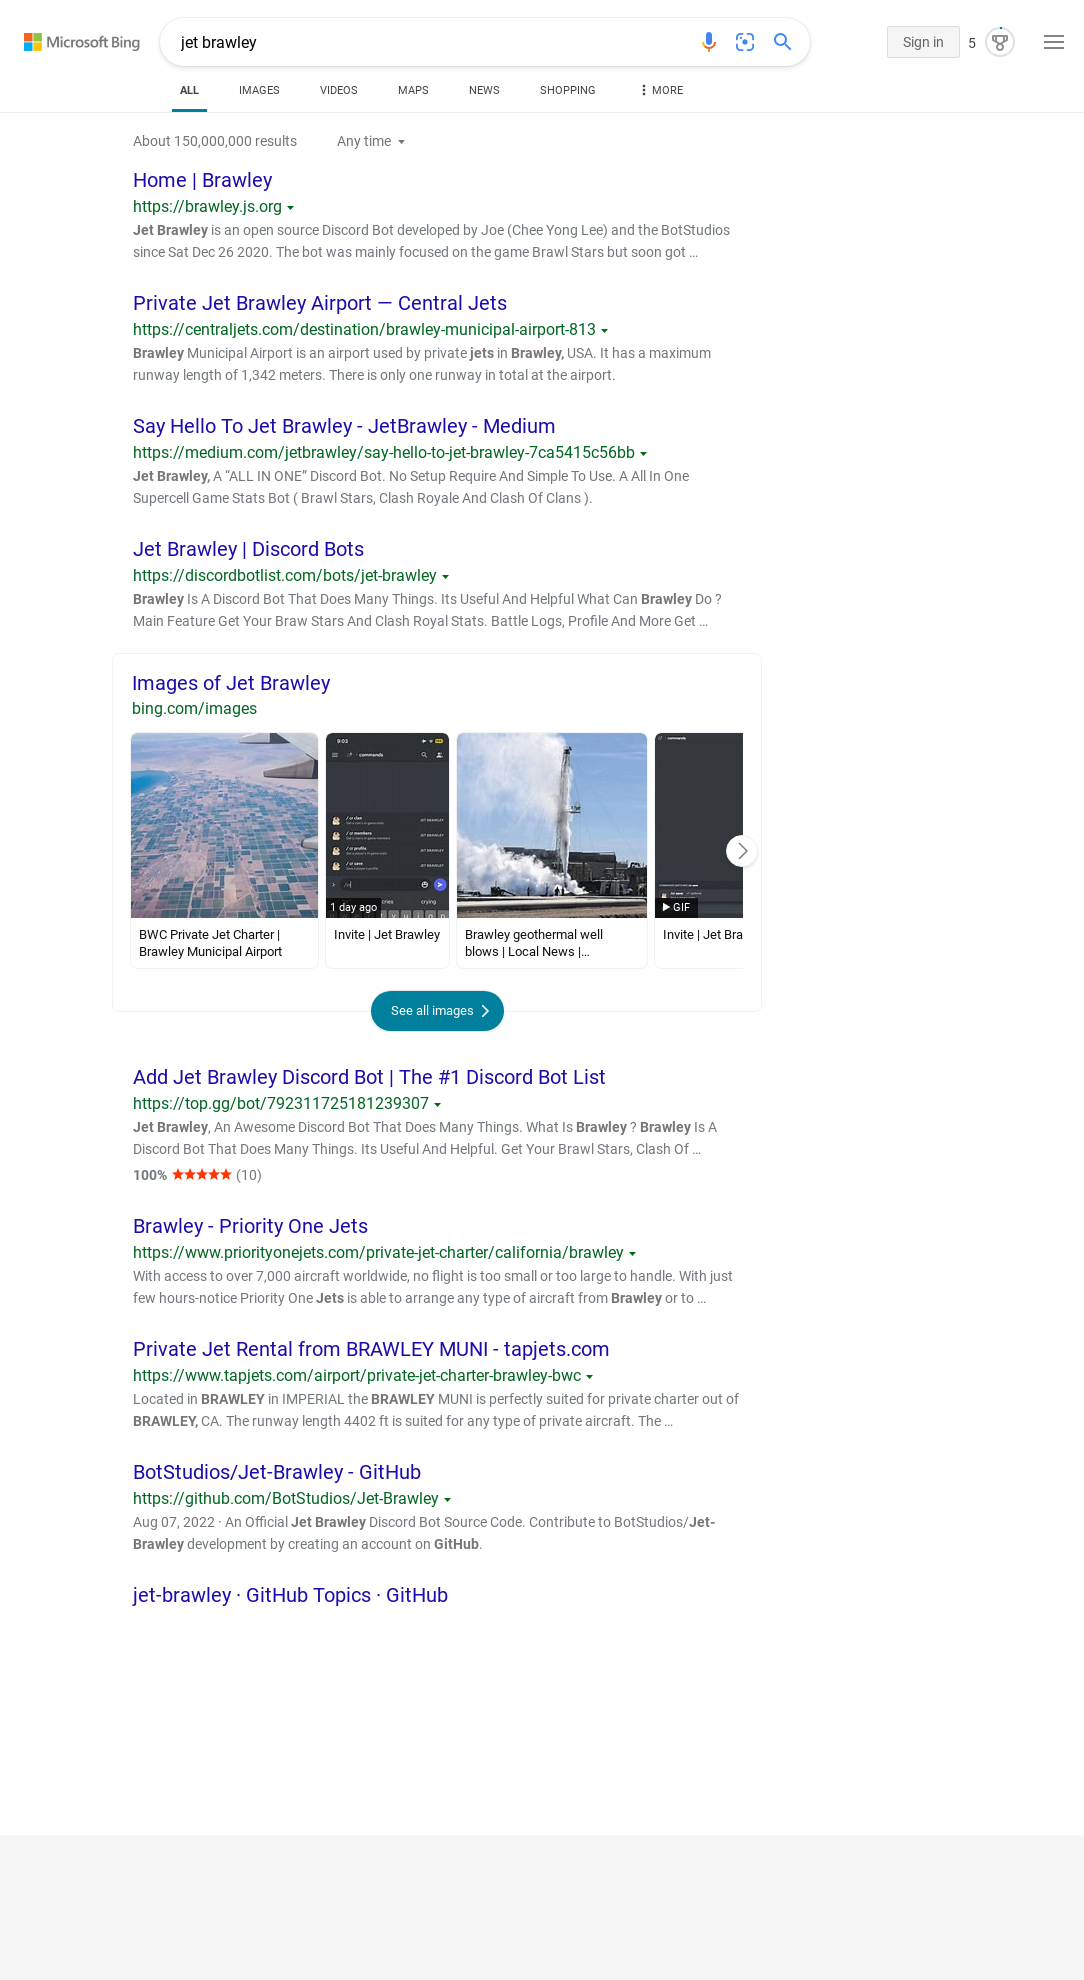 Microsoft Bing
jet brawley
Sign in
5
ALL
IMAGES
VIDEOS
MAPS
NEWS
SHOPPING
MORE
About 150,000,000 results
Any time
Home | Brawley
https://brawley.js.org
Jet Brawley is an open source Discord Bot developed by Joe (Chee Yong Lee) and the BotStudios
since Sat Dec 26 2020. The bot was mainly focused on the game Brawl Stars but soon got …
Private Jet Brawley Airport — Central Jets
https://centraljets.com/destination/brawley-municipal-airport-813
Brawley Municipal Airport is an airport used by private jets in Brawley, USA. It has a maximum
runway length of 1,342 meters. There is only one runway in total at the airport.
Say Hello To Jet Brawley - JetBrawley - Medium
https://medium.com/jetbrawley/say-hello-to-jet-brawley-7ca5415c56bb
Jet Brawley, A “ALL IN ONE” Discord Bot. No Setup Require And Simple To Use. A All In One
Supercell Game Stats Bot ( Brawl Stars, Clash Royale And Clash Of Clans ).
Jet Brawley | Discord Bots
https://discordbotlist.com/bots/jet-brawley
Brawley Is A Discord Bot That Does Many Things. Its Useful And Helpful What Can Brawley Do ?
Main Feature Get Your Braw Stars And Clash Royal Stats. Battle Logs, Profile And More Get …
Images of Jet Brawley
bing.com/images
9:03
commands
/ cr clan
JET BRAWLEY
/ cr members
JET BRAWLEY
/ cr profile
JET BRAWLEY
/ cr save
JET BRAWLEY
crying
1 day ago
commands
GIF
BWC Private Jet Charter |
Brawley Municipal Airport
Invite | Jet Brawley
Brawley geothermal well
blows | Local News |…
Invite | Jet Bra
See all images
Add Jet Brawley Discord Bot | The #1 Discord Bot List
https://top.gg/bot/792311725181239307
Jet Brawley, An Awesome Discord Bot That Does Many Things. What Is Brawley ? Brawley Is A
Discord Bot That Does Many Things. Its Useful And Helpful. Get Your Brawl Stars, Clash Of …
100% ★★★★★ (10)
Brawley - Priority One Jets
https://www.priorityonejets.com/private-jet-charter/california/brawley
With access to over 7,000 aircraft worldwide, no flight is too small or too large to handle. With just
few hours-notice Priority One Jets is able to arrange any type of aircraft from Brawley or to …
Private Jet Rental from BRAWLEY MUNI - tapjets.com
https://www.tapjets.com/airport/private-jet-charter-brawley-bwc
Located in BRAWLEY in IMPERIAL the BRAWLEY MUNI is perfectly suited for private charter out of
BRAWLEY, CA. The runway length 4402 ft is suited for any type of private aircraft. The …
BotStudios/Jet-Brawley - GitHub
https://github.com/BotStudios/Jet-Brawley
Aug 07, 2022 · An Official Jet Brawley Discord Bot Source Code. Contribute to BotStudios/Jet-
Brawley development by creating an account on GitHub.
jet-brawley · GitHub Topics · GitHub